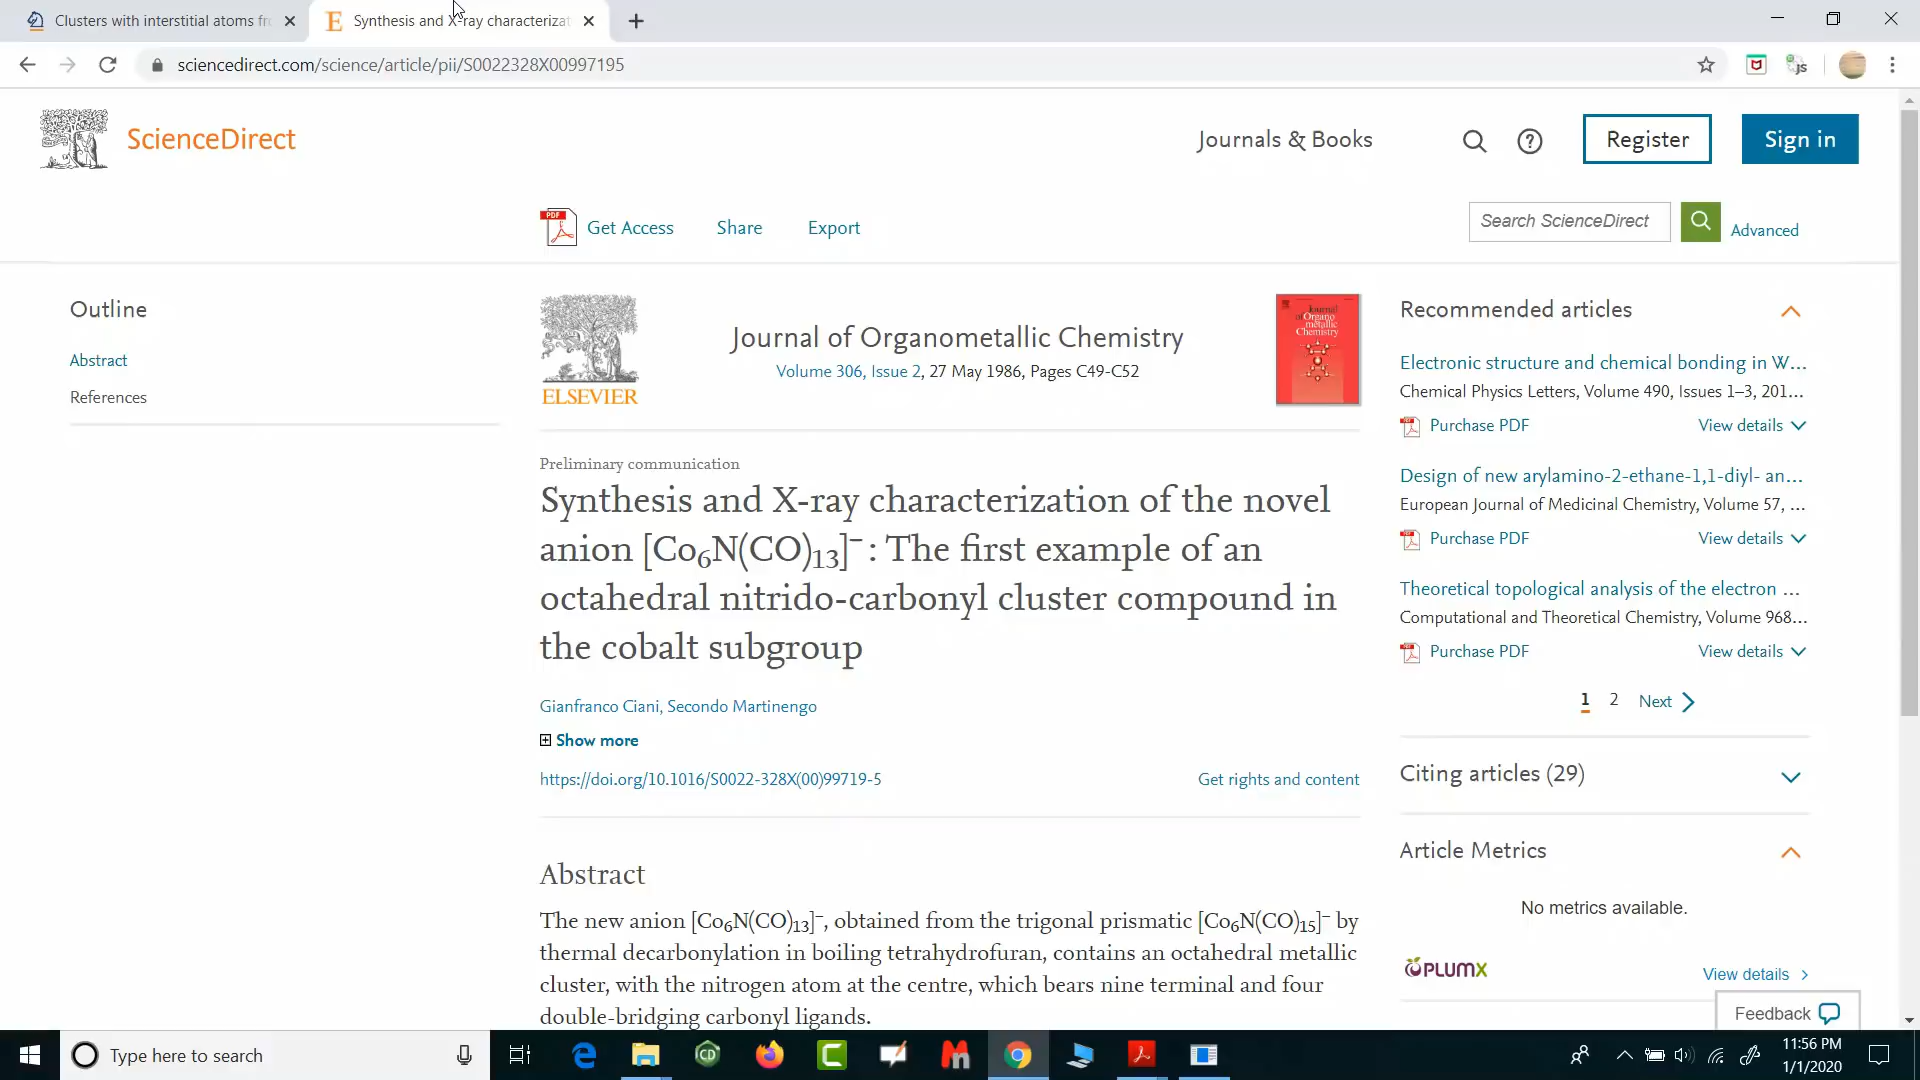 Clusters with interstitial atoms fr
Synthesis and X-ray characterizat
sciencedirect.com/science/article/pii/S0022328X00997195
JS
ScienceDirect
Journals & Books
Register
Sign in
PDF
Get Access
Share
Export
Search ScienceDirect
Advanced
Outline
Abstract
References
ELSEVIER
Journal of Organometallic Chemistry
Volume 306, Issue 2, 27 May 1986, Pages C49-C52
Journal of Organometallic Chemistry
Preliminary communication
Synthesis and X-ray characterization of the novel
anion [Co₆N(CO)₁₃]⁻ : The first example of an
octahedral nitrido-carbonyl cluster compound in
the cobalt subgroup
Gianfranco Ciani, Secondo Martinengo
Show more
https://doi.org/10.1016/S0022-328X(00)99719-5
Get rights and content
Abstract
The new anion [Co₆N(CO)₁₃]⁻, obtained from the trigonal prismatic [Co₆N(CO)₁₅]⁻ by
thermal decarbonylation in boiling tetrahydrofuran, contains an octahedral metallic
cluster, with the nitrogen atom at the centre, which bears nine terminal and four
double-bridging carbonyl ligands.
Recommended articles
Electronic structure and chemical bonding in W...
Chemical Physics Letters, Volume 490, Issues 1–3, 201...
Purchase PDF
View details
Design of new arylamino-2-ethane-1,1-diyl- an...
European Journal of Medicinal Chemistry, Volume 57, ...
Purchase PDF
View details
Theoretical topological analysis of the electron ...
Computational and Theoretical Chemistry, Volume 968...
Purchase PDF
View details
1 2 Next
Citing articles (29)
Article Metrics
No metrics available.
PLUMX
View details
Feedback
Type here to search
11:56 PM
1/1/2020